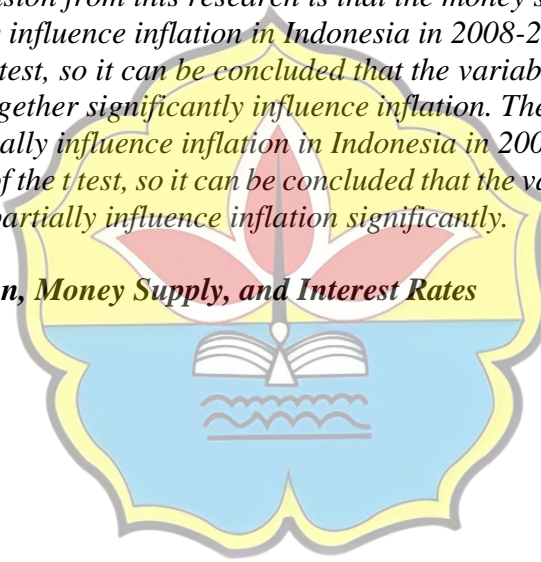 sion from this research is that the money s
influence inflation in Indonesia in 2008-2
test, so it can be concluded that the variab
gether significantly influence inflation. The
ally influence inflation in Indonesia in 200
of the t test, so it can be concluded that the va
partially influence inflation significantly.
n, Money Supply, and Interest Rates